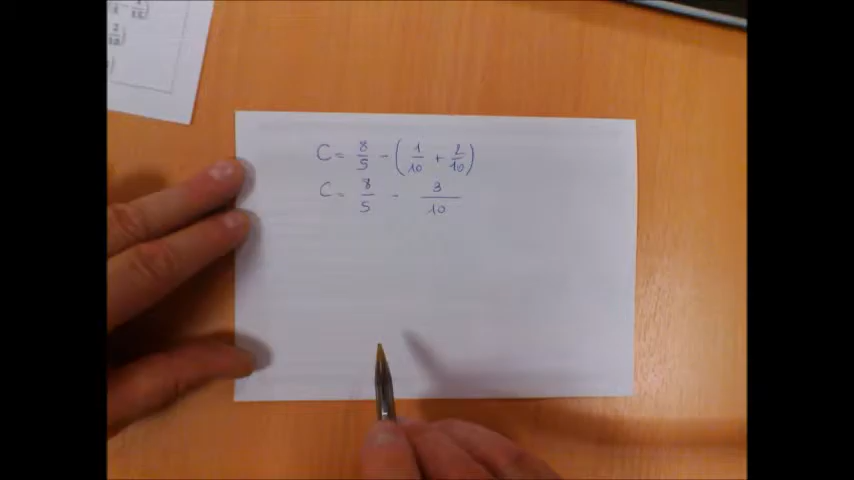 C = 8/5 - (1/10 + 2/10)
C = 8/5 - 3/10